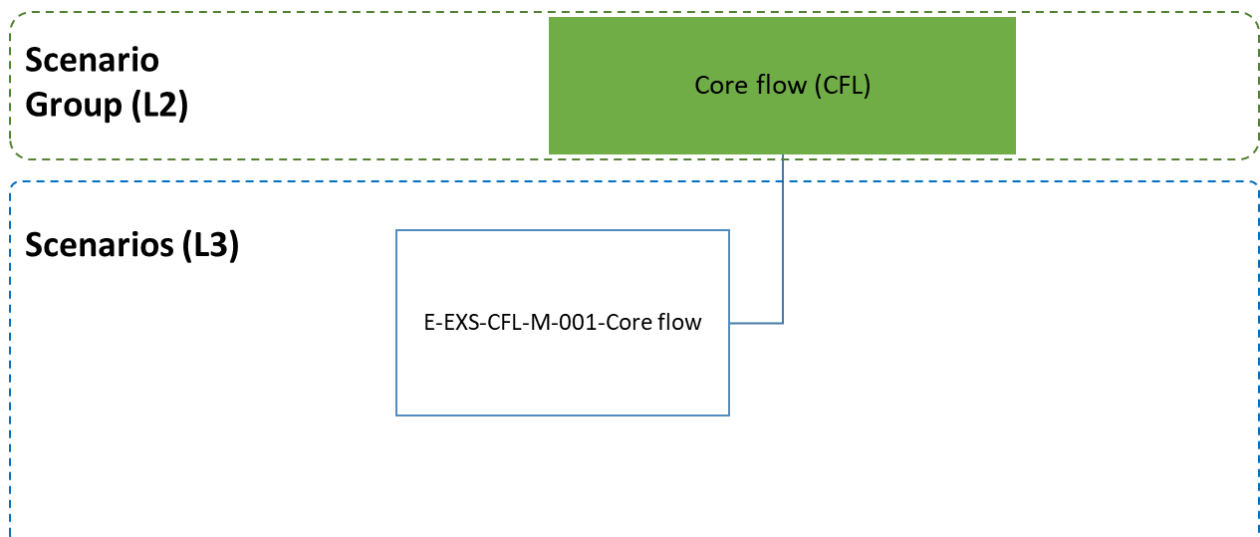 Scenario
Group (L2)
Core flow (CFL)
Scenarios (L3)
E-EXS-CFL-M-001-Core flow